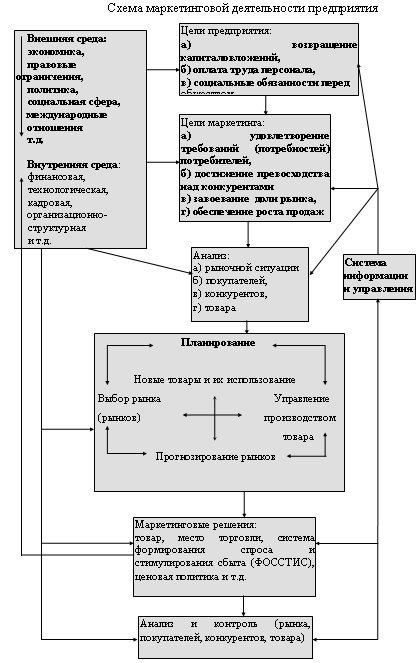 Схема маркетинговой деятельности предприятия
Внешняя среда:
экономика,
правовые
ограничения,
политика,
социальная сфера,
международные
отношения
т.д.
Внутренняя среда:
финансовая,
технологическая,
кадровая,
организационно-
структурная
и т.д.
Цели предприятия:
а) возвращение
капиталовложений,
б) оплата труда персонала,
в) социальные обязанности перед
обществом
Цели маркетинга:
а) удовлетворение
требований (потребностей)
потребителей,
б) достижение превосходства
над конкурентами
в) завоевание доли рынка,
г) обеспечение роста продаж
Анализ:
а) рыночной ситуации
б) покупателей,
в) конкурентов,
г) товара
Система
информации
и управления
Планирование
Новые товары и их использование
Выбор рынка
(рынков)
Управление
производством
товара
Прогнозирование рынков
Маркетинговые решения:
товар, место торговли, система
формирования спроса и
стимулирования сбыта (ФОССТИС),
ценовая политика и т.д.
Анализ и контроль (рынка,
покупателей, конкурентов, товара)